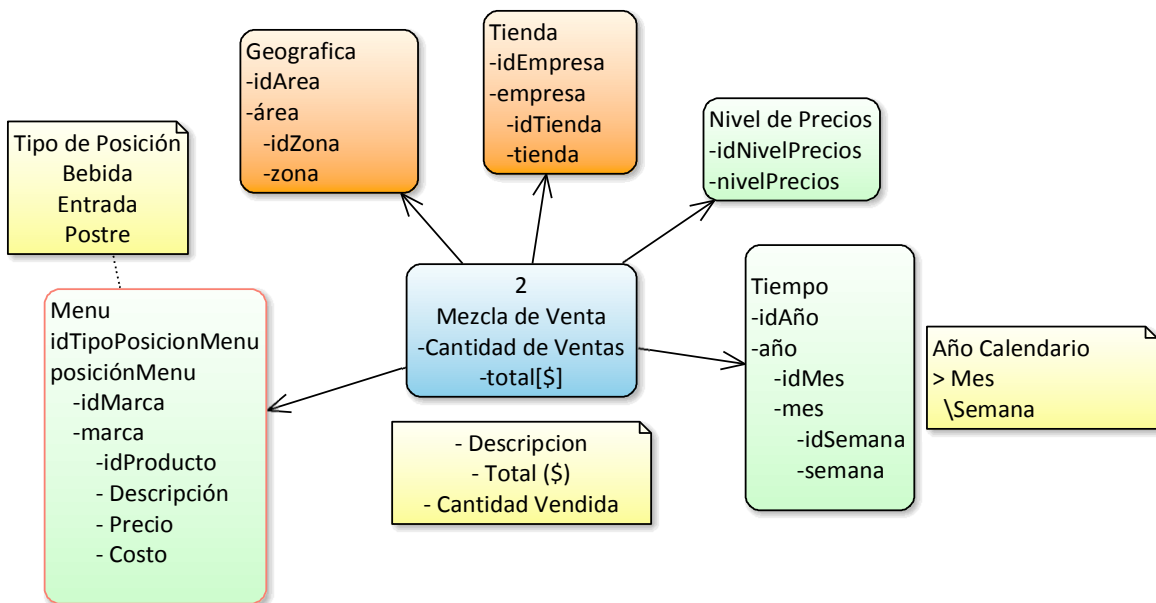 Geografica
-idArea
-área
-idZona
-zona
Tienda
-idEmpresa
-empresa
-idTienda
-tienda
Nivel de Precios
-idNivelPrecios
-nivelPrecios
Tipo de Posición
Bebida
Entrada
Postre
2
Mezcla de Venta
-Cantidad de Ventas
-total[$]
Menu
idTipoPosicionMenu
posiciónMenu
-idMarca
-marca
-idProducto
- Descripción
- Precio
- Costo
Tiempo
-idAño
-año
-idMes
-mes
-idSemana
-semana
Año Calendario
> Mes
\Semana
- Descripcion
- Total ($)
- Cantidad Vendida